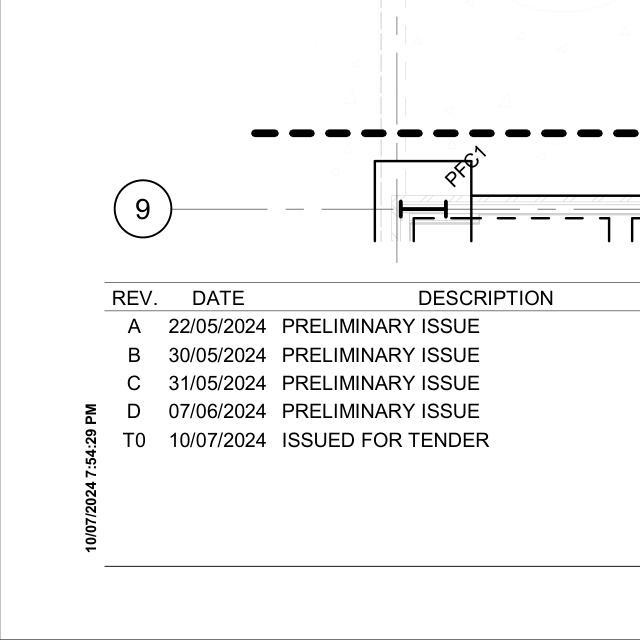 PFC1
9
REV. DATE DESCRIPTION
A 22/05/2024 PRELIMINARY ISSUE
B 30/05/2024 PRELIMINARY ISSUE
C 31/05/2024 PRELIMINARY ISSUE
D 07/06/2024 PRELIMINARY ISSUE
T0 10/07/2024 ISSUED FOR TENDER
10/07/2024 7:54:29 PM